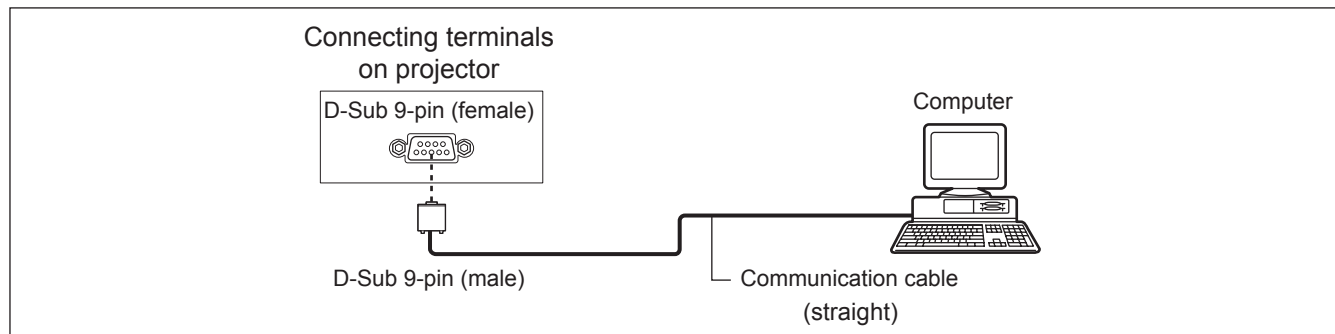 Connecting terminals
on projector
D-Sub 9-pin (female)
Computer
D-Sub 9-pin (male)
Communication cable
(straight)